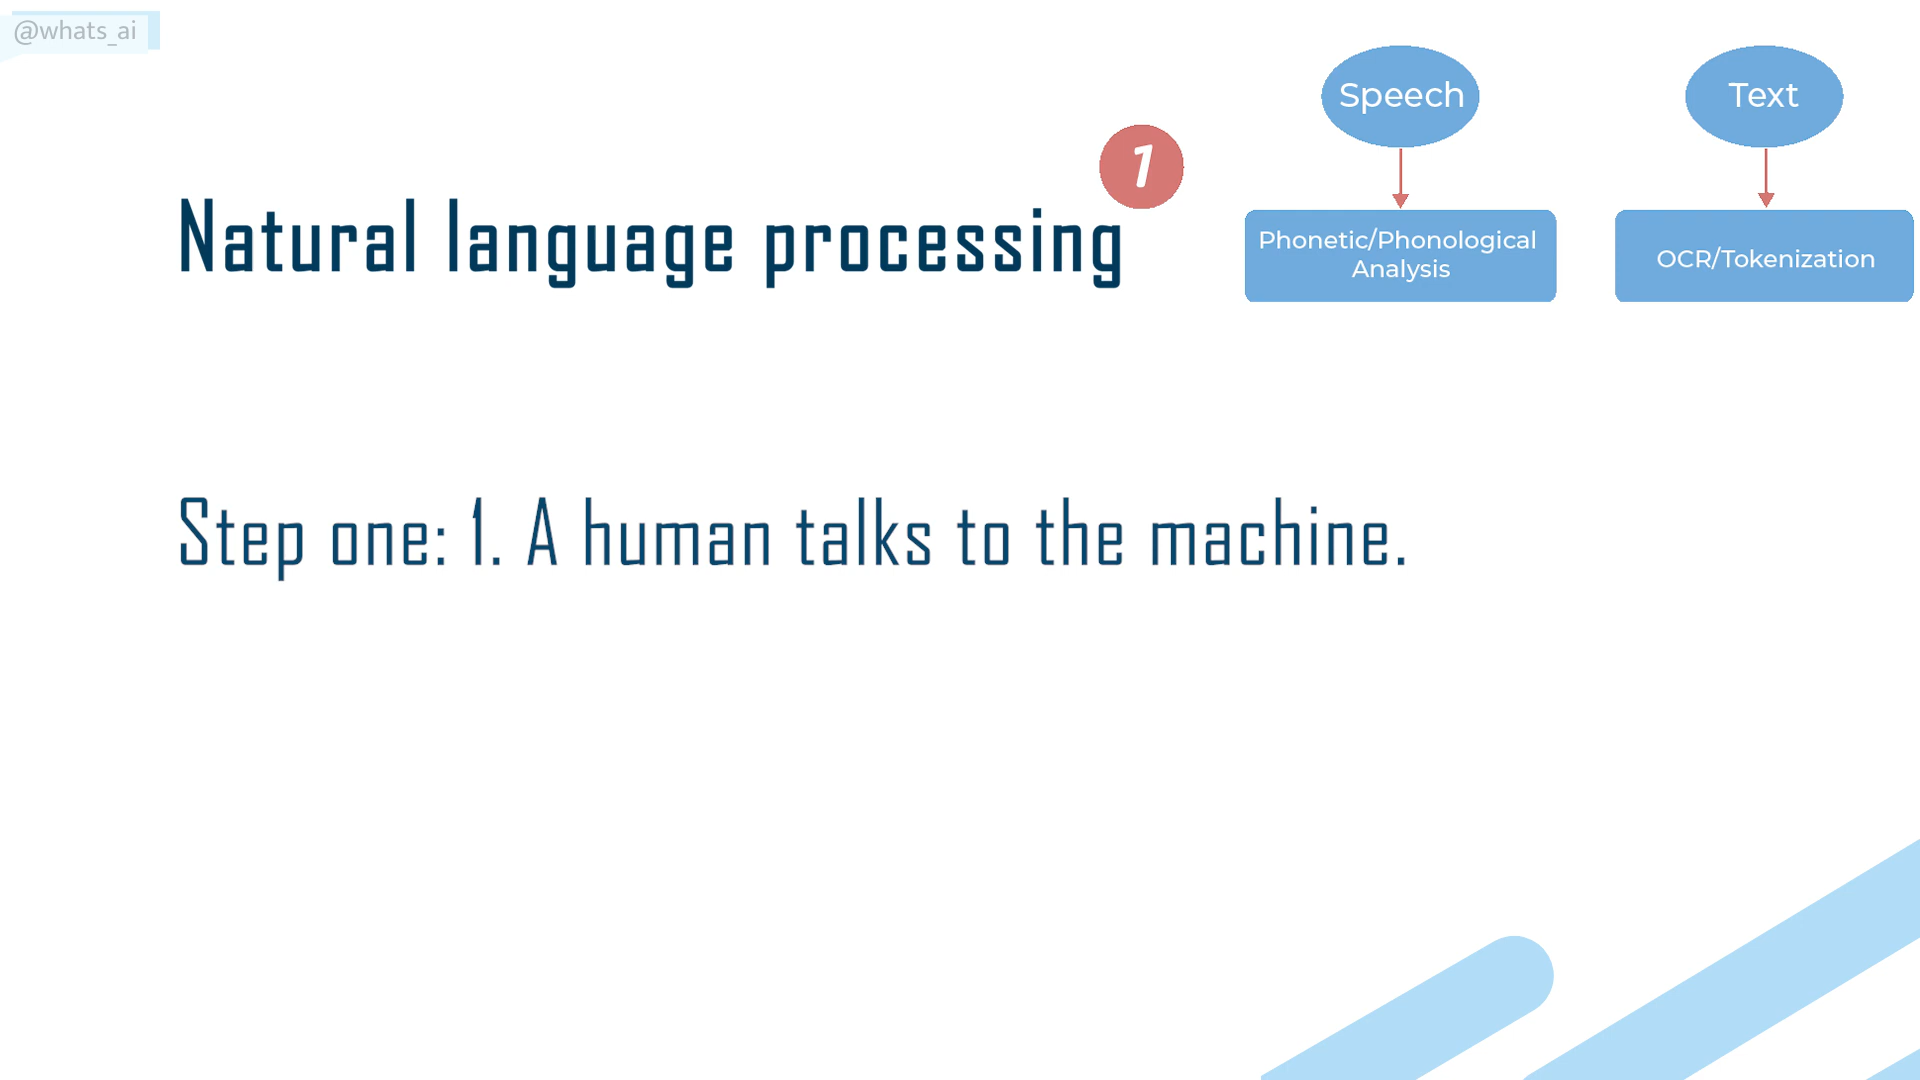 @whats_ai
Speech
Text
1
Natural language processing
Phonetic/Phonological
Analysis
OCR/Tokenization
Step one: 1. A human talks to the machine.